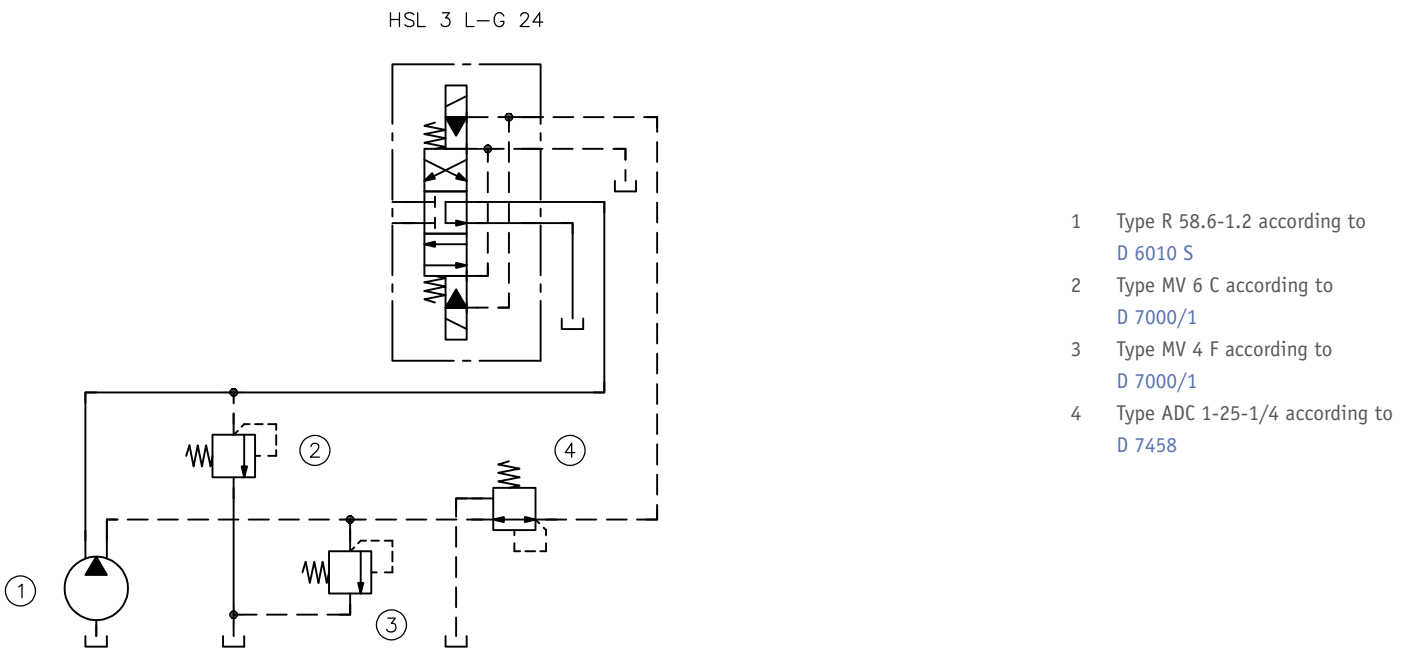 HSL 3 L-G 24
1 Type R 58.6-1.2 according to
D 6010 S
2 Type MV 6 C according to
D 7000/1
3 Type MV 4 F according to
D 7000/1
4 Type ADC 1-25-1/4 according to
D 7458
2
4
1
3